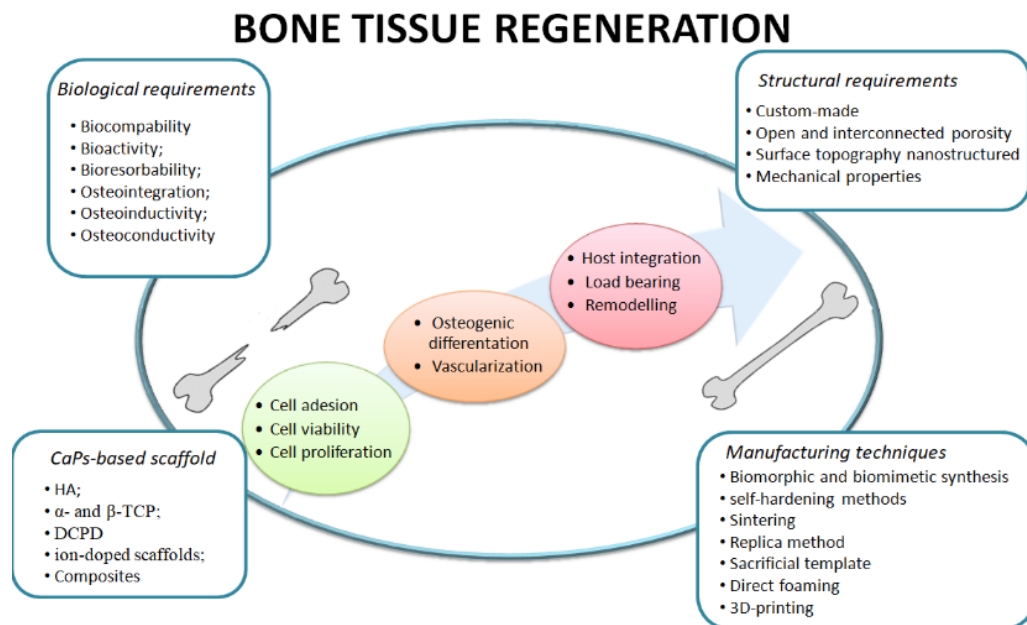 BONE TISSUE REGENERATION
Biological requirements
• Biocompability
• Bioactivity;
• Bioresorbability;
• Osteointegration;
• Osteoinductivity;
• Osteoconductivity
Structural requirements
• Custom-made
• Open and interconnected porosity
• Surface topography nanostructured
• Mechanical properties
• Host integration
• Load bearing
• Remodelling
• Osteogenic
differentation
• Vascularization
• Cell adesion
• Cell viability
• Cell proliferation
CaPs-based scaffold
• HA;
• α- and β-TCP;
• DCPD
• ion-doped scaffolds;
• Composites
Manufacturing techniques
• Biomorphic and biomimetic synthesis
• self-hardening methods
• Sintering
• Replica method
• Sacrificial template
• Direct foaming
• 3D-printing